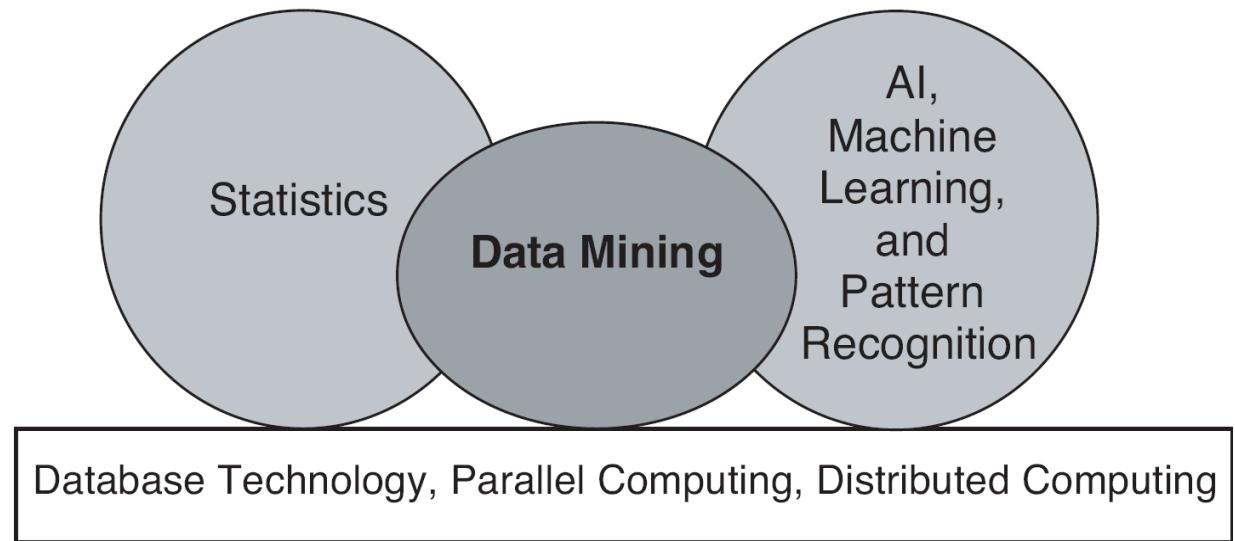 Statistics
Data Mining
AI,
Machine
Learning,
and
Pattern
Recognition
Database Technology, Parallel Computing, Distributed Computing